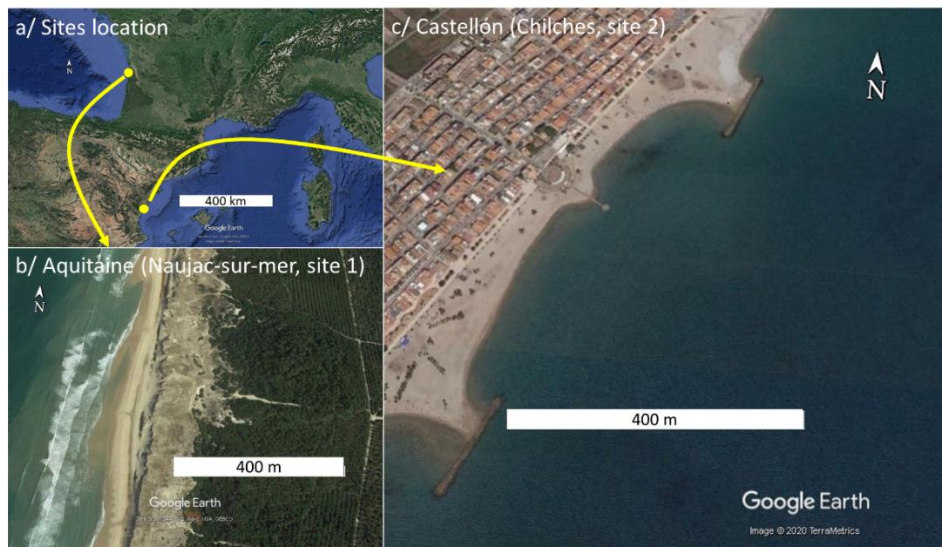 a/ Sites location
N
400 km
Google Earth
b/ Aquitaine (Naujac-sur-mer, site 1)
N
400 m
Google Earth
c/ Castellón (Chilches, site 2)
N
400 m
Google Earth
Image © 2020 TerraMetrics